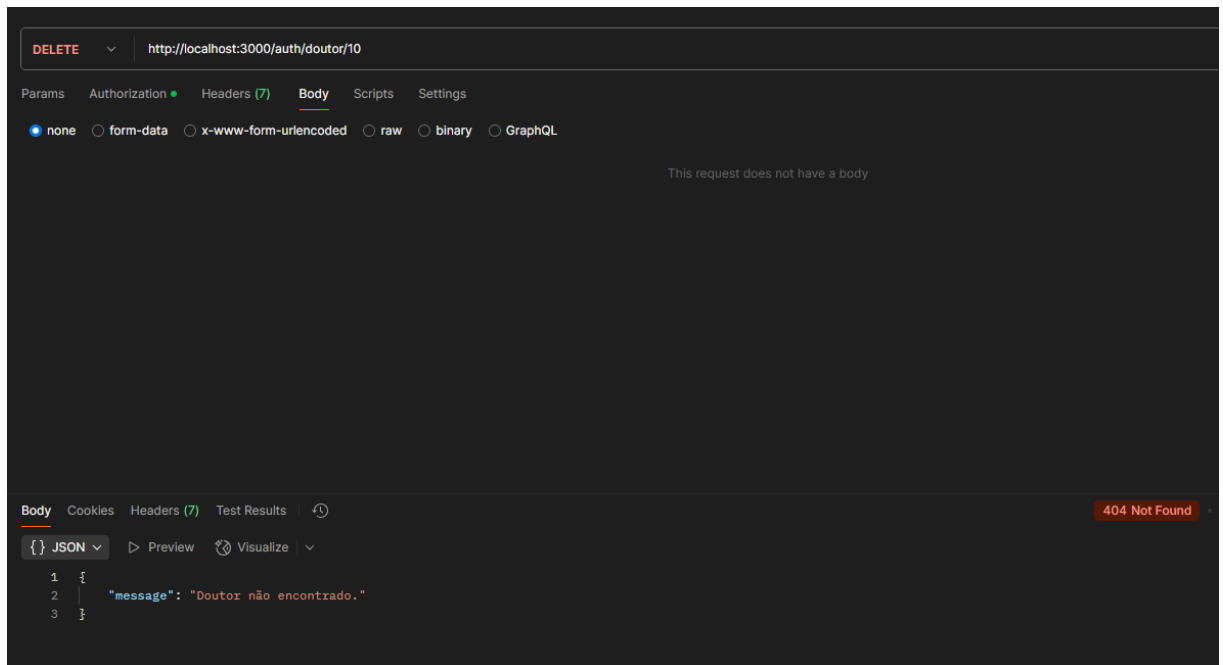 DELETE http://localhost:3000/auth/doutor/10
Params Authorization Headers (7) Body Scripts Settings
none form-data x-www-form-urlencoded raw binary GraphQL
This request does not have a body
Body Cookies Headers (7) Test Results 404 Not Found
{} JSON Preview Visualize
1 {
2 "message": "Doutor não encontrado."
3 }